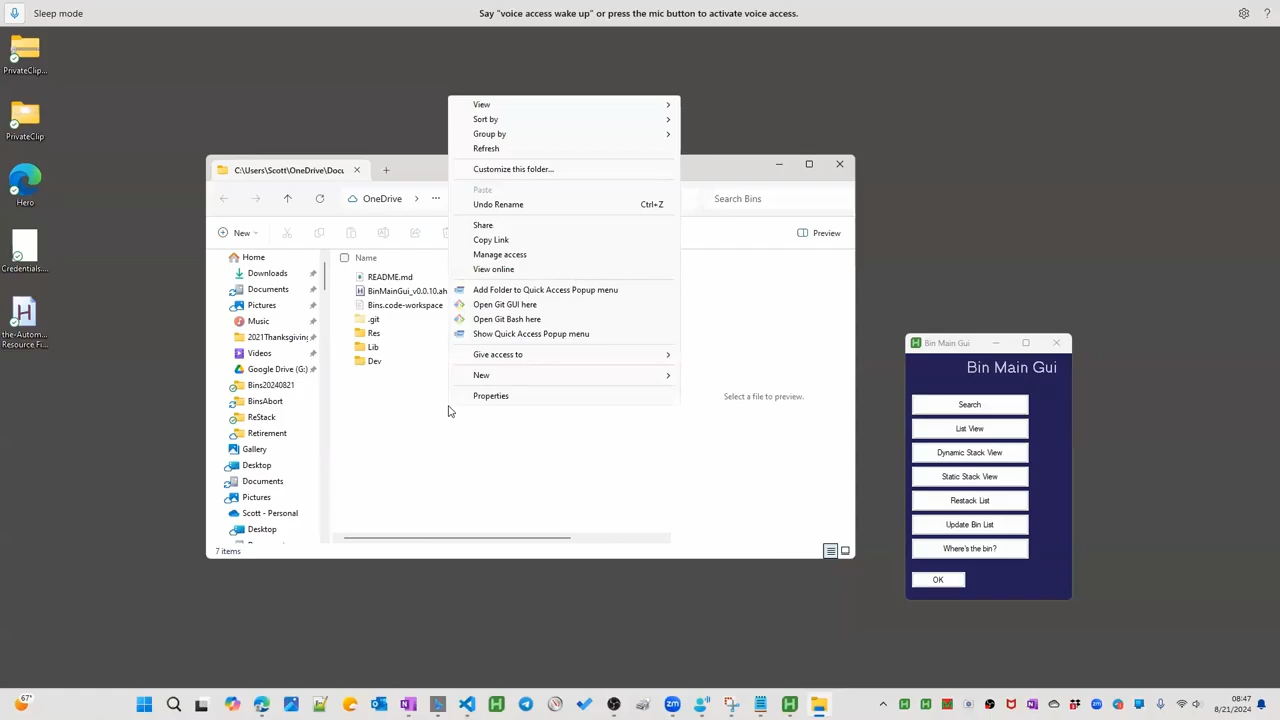 Sleep mode
Say "voice access wake up" or press the mic button to activate voice access.
?
PrivateClip...
PrivateClip
Hero
Credentials...
the-Autom...
Resource Fi...
C:\Users\Scott\OneDrive\Docu
OneDrive
Search Bins
New
Preview
Home
Downloads
Documents
Pictures
Music
2021Thanksgiving
Videos
Google Drive (G:)
Bins20240821
BinsAbort
ReStack
Retirement
Gallery
Desktop
Documents
Pictures
Scott - Personal
Desktop
Name
README.md
BinMainGui_v0.0.10.ah
Bins.code-workspace
.git
Res
Lib
Dev
7 items
Select a file to preview.
View
Sort by
Group by
Refresh
Customize this folder...
Paste
Undo Rename Ctrl+Z
Share
Copy Link
Manage access
View online
Add Folder to Quick Access Popup menu
Open Git GUI here
Open Git Bash here
Show Quick Access Popup menu
Give access to
New
Properties
Bin Main Gui
Bin Main Gui
Search
List View
Dynamic Stack View
Static Stack View
Restack List
Update Bin List
Where's the bin?
OK
67°
08:47
8/21/2024